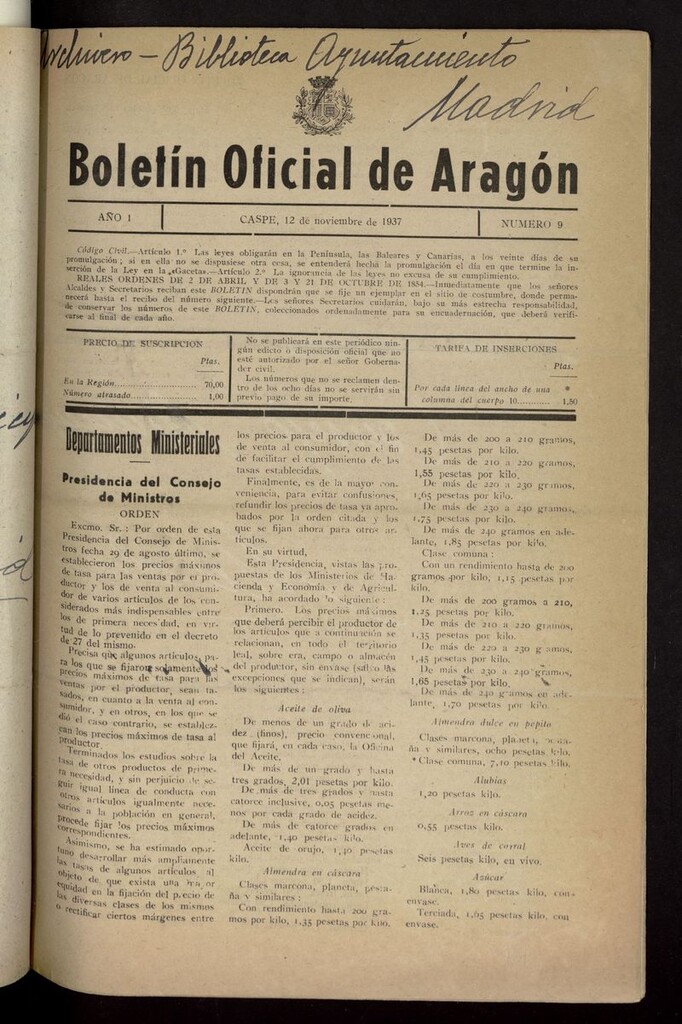 Archivero - Biblioteca Ayuntamiento
Madrid
Boletín Oficial de Aragón
AÑO 1
CASPE, 12 de noviembre de 1937
NUMERO 9
Código Civil.—Artículo 1.º Las leyes obligarán en la Península, las Baleares y Canarias, a los veinte días de su
promulgación; si en ella no se dispusiese otra cosa, se entenderá hecha la promulgación el día en que termine la in-
serción de la Ley en la «Gaceta».—Artículo 2.º La ignorancia de las leyes no excusa de su cumplimiento.
REALES ORDENES DE 2 DE ABRIL Y DE 3 Y 21 DE OCTUBRE DE 1854.—Inmediatamente que los señores
Alcaldes y Secretarios reciban este BOLETIN dispondrán que se fije un ejemplar en el sitio de costumbre, donde perma-
necerá hasta el recibo del número siguiente.—Los señores Secretarios cuidarán, bajo su más estrecha responsabilidad,
de conservar los números de este BOLETIN, coleccionados ordenadamente para su encuadernación, que deberá verifi-
varse al final de cada año.
PRECIO DE SUSCRIPCION
Ptas.
En la Región........................ 70,00
Número atrasado................. 1,00
No se publicará en este periódico nin-
gún edicto o disposición oficial que no
esté autorizado por el señor Goberna-
der civil.
Los números que no se reclamen den-
tro de los ocho días no se servirán sin
previo pago de su importe.
TARIFA DE INSERCIONES
Ptas.
Por cada línea del ancho de una
columna del cuerpo 10........... 1,50
Departamentos Ministeriales
Presidencia del Consejo
de Ministros
ORDEN
Excmo. Sr.: Por orden de esta
Presidencia del Consejo de Minis-
tros fecha 29 de agosto último, se
establecieron los precios máximos
de tasa para las ventas por el pro-
ductor y los de venta al consumi-
dor de varios artículos de los con-
siderados más indispensables entre
los de primera necesidad, en vir-
tud de lo prevenido en el decreto
de 27 del mismo.
Precisa que algunos artículos, pa-
ra los que se fijaron solamente los
precios máximos de tasa para las
ventas por el productor, sean ta-
sados, en cuanto a la venta al con-
sumidor, y en otros, en los que se
dió el caso contrario, se establez-
can los precios máximos de tasa al
productor.
Terminados los estudios sobre la
tasa de otros productos de prime-
ra necesidad, y sin perjuicio de se-
guir igual línea de conducta con
otros artículos igualmente nece-
sarios a la población en general,
procede fijar los precios máximos
correspondientes.
Asimismo, se ha estimado opor-
tuno desarrollar más ampliamente
las tasas de algunos artículos, al
objeto de que exista una mayor
equidad en la fijación del precio de
las diversas clases de los mismos
o rectificar ciertos márgenes entre
los precios para el productor y los
de venta al consumidor, con el fin
de facilitar el cumplimiento de las
tasas establecidas.
Finalmente, es de la mayor con-
veniencia, para evitar confusiones,
refundir los precios de tasa ya apro-
bados por la orden citada y los
que se fijan ahora para otros ar-
tículos.
En su virtud,
Esta Presidencia, vistas las pro-
puestas de los Ministerios de Ha-
cienda y Economía y de Agricul-
tura, ha acordado lo siguiente:
Primero. Los precios máximos
que deberá percibir el productor de
los artículos que a continuación se
relacionan, en todo el territorio
leal, sobre era, campo o almacén
del productor, sin envase (salvo las
excepciones que se indican), serán
los siguientes:
Aceite de oliva
De menos de un grado de aci-
dez (finos), precio convencional,
que fijará, en cada caso, la Oficina
del Aceite.
De más de un grado y hasta
tres grados, 2,01 pesetas por kilo.
De más de tres grados y hasta
catorce inclusive, 0,05 pesetas me-
nos por cada grado de acidez.
De más de catorce grados en
adelante, 1,40 pesetas kilo.
Aceite de orujo, 1,40 pesetas
kilo.
Almendra en cáscara
Clases marcona, planeta, pesta-
ña y similares:
Con rendimiento hasta 200 gra-
mos por kilo, 1,35 pesetas por kilo.
De más de 200 a 210 gramos,
1,45 pesetas por kilo.
De más de 210 a 220 gramos,
1,55 pesetas por kilo.
De más de 220 a 230 gramos,
1,65 pesetas por kilo.
De más de 230 a 240 gramos,
1,75 pesetas por kilo.
De más de 240 gramos en ade-
lante, 1,85 pesetas por kilo.
Clase comuna:
Con un rendimiento hasta de 200
gramos por kilo, 1,15 pesetas por
kilo.
De más de 200 gramos a 210,
1,25 pesetas por kilo.
De más de 210 a 220 gramos,
1,35 pesetas por kilo.
De más de 220 a 230 gramos,
1,45 pesetas por kilo.
De más de 230 a 240 gramos,
1,65 pesetas por kilo.
De más de 240 gramos en ade-
lante, 1,70 pesetas por kilo.
Almendra dulce en pepita
Clases marcona, planeta, pesta-
ña y similares, ocho pesetas kilo.
Clase comuna, 7,10 pesetas kilo.
Alubias
1,20 pesetas kilo.
Arroz en cáscara
0,55 pesetas kilo.
Aves de corral
Seis pesetas kilo, en vivo.
Azúcar
Blanca, 1,80 pesetas kilo, con
envase.
Terciada, 1,65 pesetas kilo, con
envase.